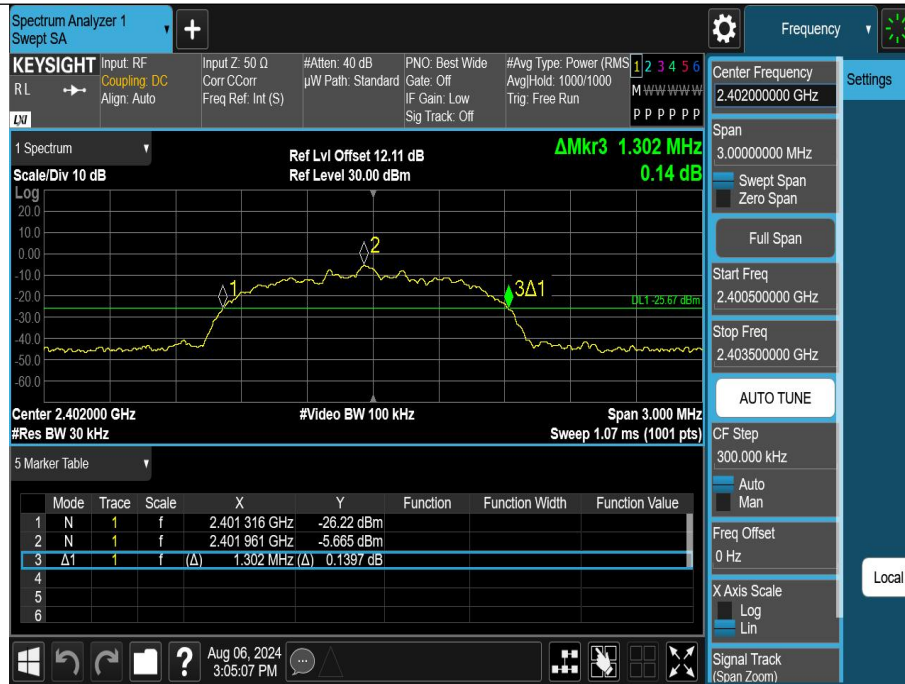 Spectrum Analyzer 1
Swept SA
+
Frequency
KEYSIGHT
RL
LXI
Input: RF
Coupling: DC
Align: Auto
Input Z: 50 Ω
Corr CCorr
Freq Ref: Int (S)
#Atten: 40 dB
µW Path: Standard
PNO: Best Wide
Gate: Off
IF Gain: Low
Sig Track: Off
#Avg Type: Power (RMS
Avg|Hold: 1000/1000
Trig: Free Run
1 2 3 4 5 6
M W W W W W
P P P P P P
1 Spectrum
Scale/Div 10 dB
Ref Lvl Offset 12.11 dB
Ref Level 30.00 dBm
ΔMkr3 1.302 MHz
0.14 dB
Log
20.0
10.0
0.00
-10.0
-20.0
-30.0
-40.0
-50.0
-60.0
1
2
3Δ1
DL1 -25.67 dBm
Center 2.402000 GHz
#Video BW 100 kHz
Span 3.000 MHz
#Res BW 30 kHz
Sweep 1.07 ms (1001 pts)
5 Marker Table
Mode Trace Scale X Y Function Function Width Function Value
1 N 1 f 2.401 316 GHz -26.22 dBm
2 N 1 f 2.401 961 GHz -5.665 dBm
3 Δ1 1 f (Δ) 1.302 MHz (Δ) 0.1397 dB
4
5
6
Aug 06, 2024
3:05:07 PM
?
Center Frequency
2.402000000 GHz
Settings
Span
3.00000000 MHz
Swept Span
Zero Span
Full Span
Start Freq
2.400500000 GHz
Stop Freq
2.403500000 GHz
AUTO TUNE
CF Step
300.000 kHz
Auto
Man
Freq Offset
0 Hz
Local
X Axis Scale
Log
Lin
Signal Track
(Span Zoom)